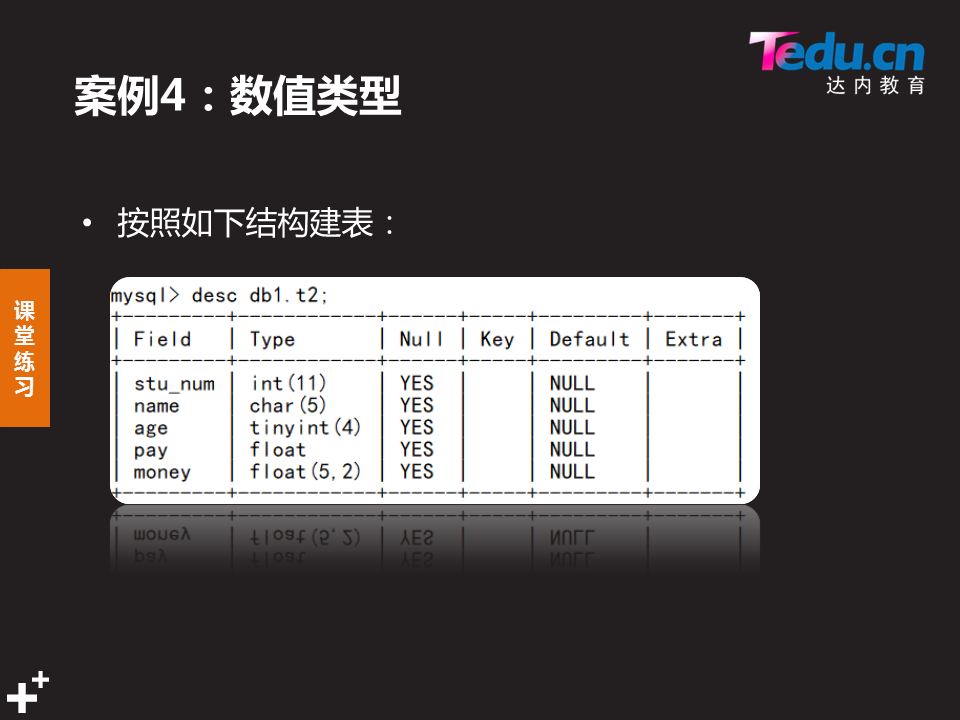 Tedu.cn
达内教育
案例4：数值类型
• 按照如下结构建表：
课堂练习
mysql> desc db1.t2;
+---------+------------+------+-----+---------+-------+
| Field   | Type       | Null | Key | Default | Extra |
+---------+------------+------+-----+---------+-------+
| stu_num | int(11)    | YES  |     | NULL    |       |
| name    | char(5)    | YES  |     | NULL    |       |
| age     | tinyint(4) | YES  |     | NULL    |       |
| pay     | float      | YES  |     | NULL    |       |
| money   | float(5,2) | YES  |     | NULL    |       |
+---------+------------+------+-----+---------+-------+